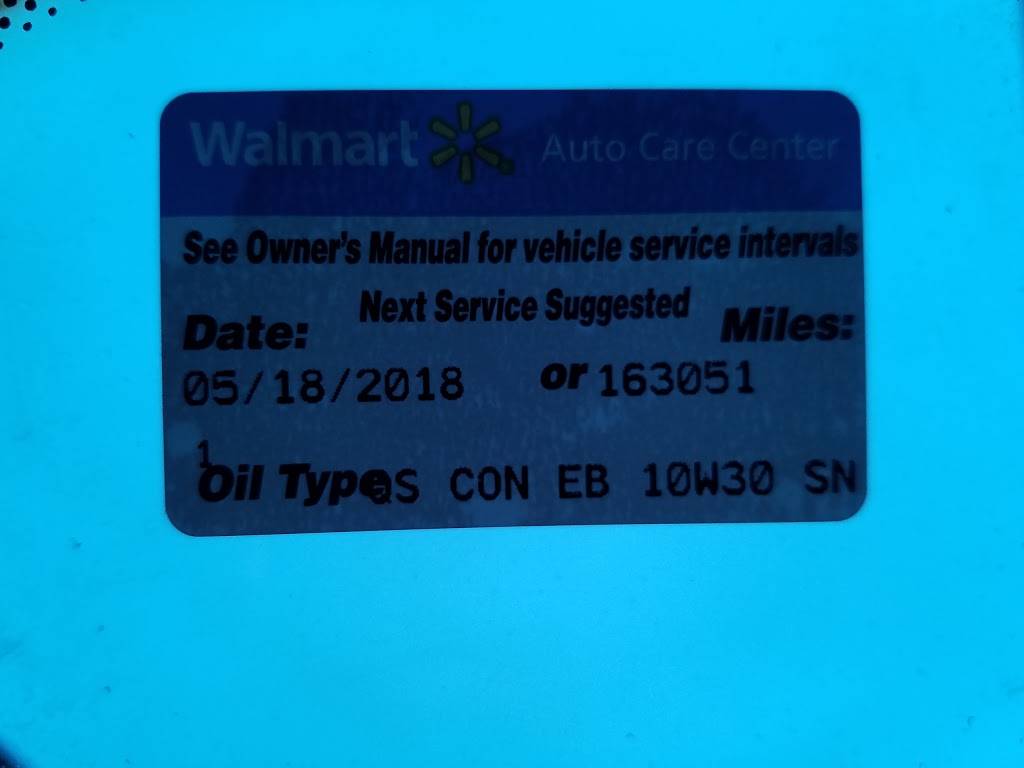 Walmart Auto Care Center
See Owner's Manual for vehicle service intervals
Next Service Suggested
Date: Miles:
05/18/2018 or 163051
1
Oil Type QS CON EB 10W30 SN